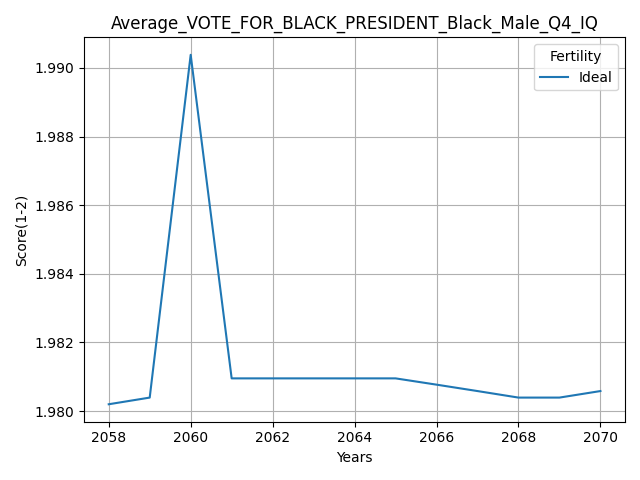 Average_VOTE_FOR_BLACK_PRESIDENT_Black_Male_Q4_IQ
Fertility
Ideal
Score(1-2)
1.990
1.988
1.986
1.984
1.982
1.980
2058 2060 2062 2064 2066 2068 2070
Years